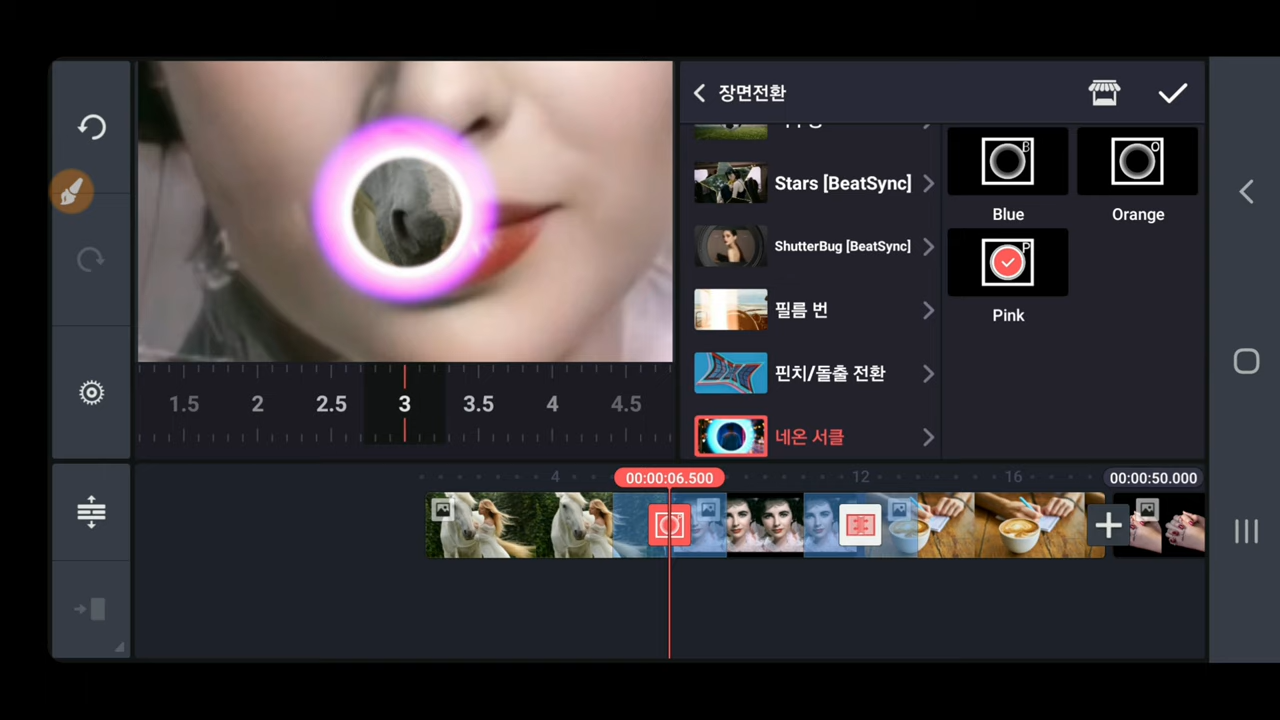 장면전환
Stars [BeatSync]
ShutterBug [BeatSync]
필름 번
핀치/돌출 전환
네온 서클
B
Blue
O
Orange
P
Pink
1.5 2 2.5 3 3.5 4 4.5
4 00:00:06.500 12 16 00:00:50.000